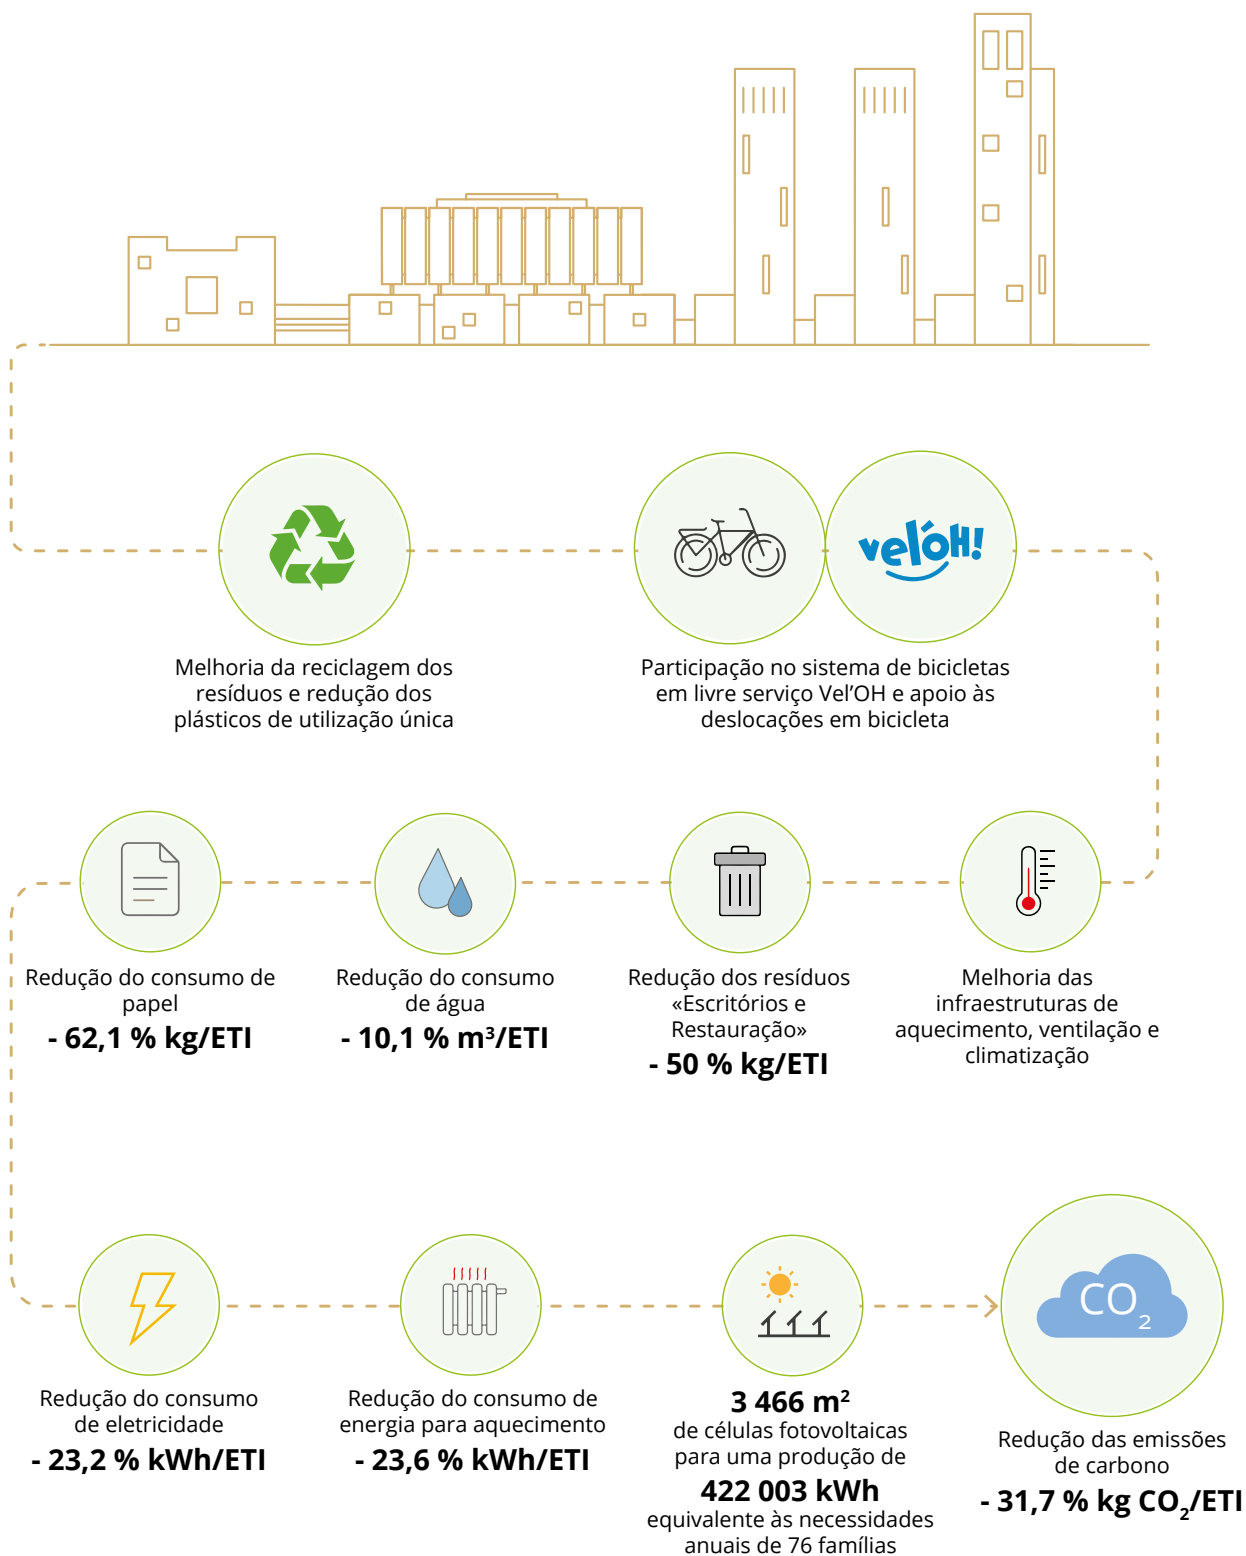 vel'OH!
Melhoria da reciclagem dos
resíduos e redução dos
plásticos de utilização única
Participação no sistema de bicicletas
em livre serviço Vel’OH e apoio às
deslocações em bicicleta
Redução do consumo de
papel
- 62,1 % kg/ETI
Redução do consumo
de água
- 10,1 % m³/ETI
Redução dos resíduos
«Escritórios e
Restauração»
- 50 % kg/ETI
Melhoria das
infraestruturas de
aquecimento, ventilação e
climatização
CO₂
Redução do consumo
de eletricidade
- 23,2 % kWh/ETI
Redução do consumo de
energia para aquecimento
- 23,6 % kWh/ETI
3 466 m²
de células fotovoltaicas
para uma produção de
422 003 kWh
equivalente às necessidades
anuais de 76 famílias
Redução das emissões
de carbono
- 31,7 % kg CO₂/ETI